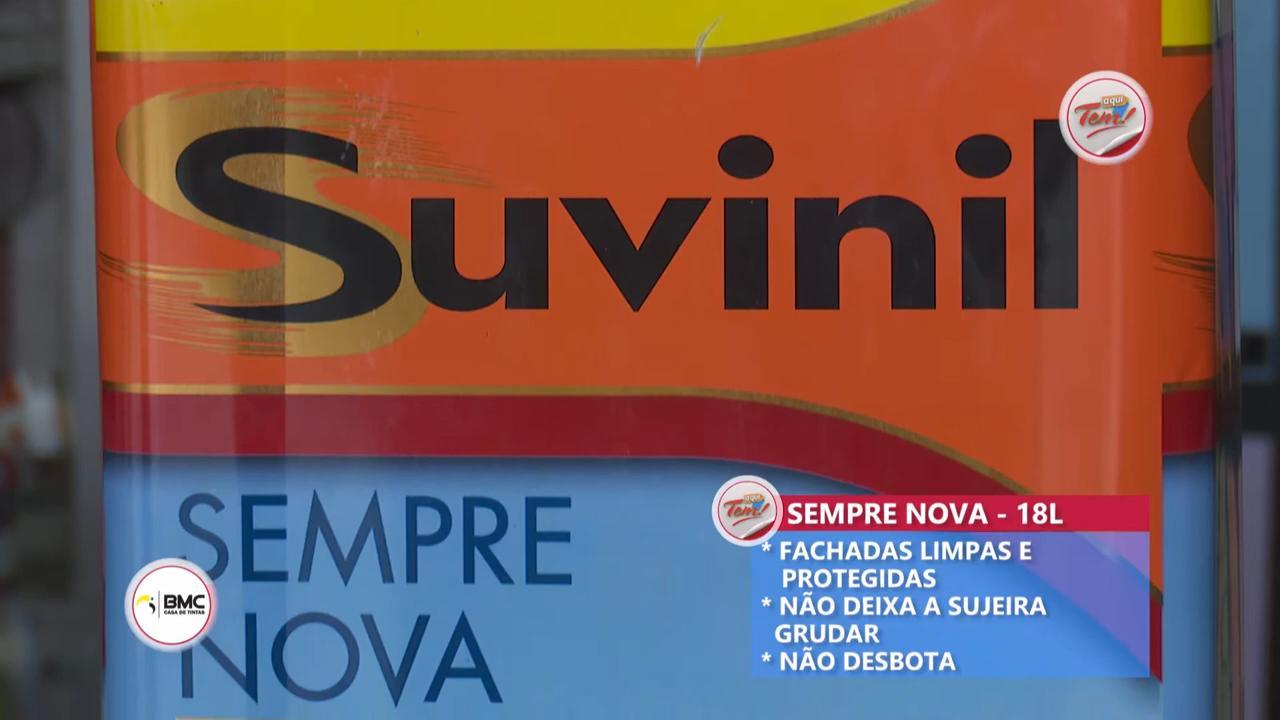 Suvinil
aqui
Tem!
SEMPRE
NOVA
BMC
CASA DE TINTAS
aqui
Tem!
SEMPRE NOVA - 18L
* FACHADAS LIMPAS E
PROTEGIDAS
* NÃO DEIXA A SUJEIRA
GRUDAR
* NÃO DESBOTA